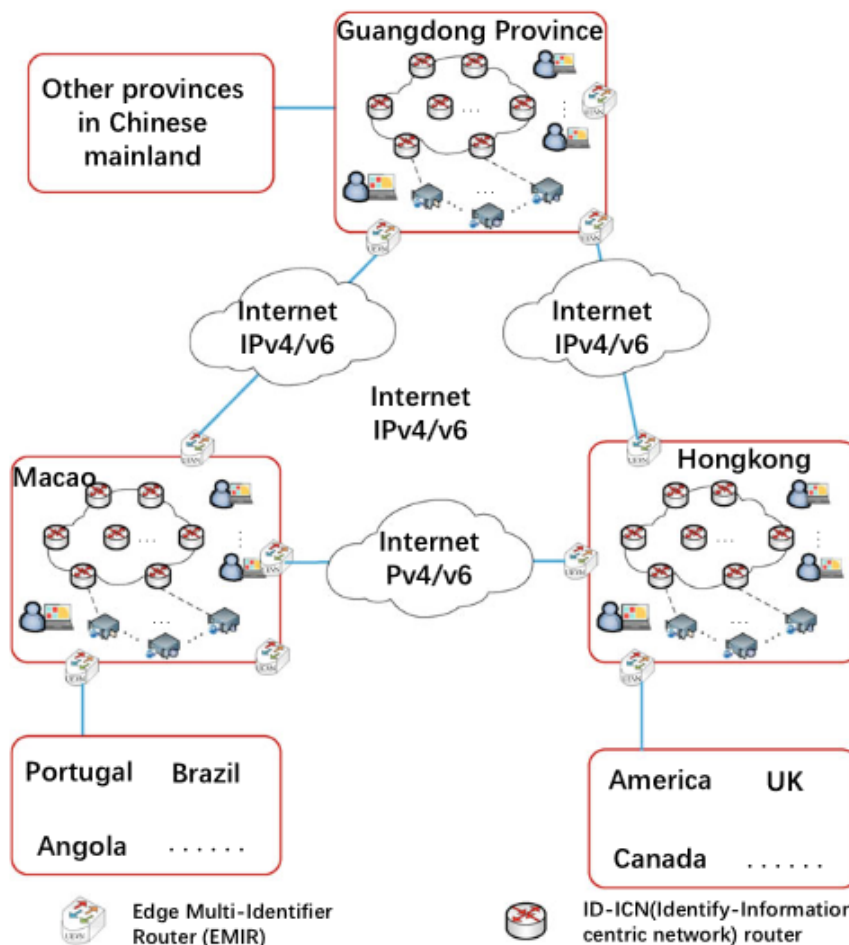 Guangdong Province
Other provinces
in Chinese
mainland
Internet
IPv4/v6
Internet
IPv4/v6
Internet
IPv4/v6
Macao
Hongkong
Internet
Pv4/v6
Portugal Brazil
Angola ......
America UK
Canada ......
Edge Multi-Identifier
Router (EMIR)
ID-ICN(Identify-Information
centric network) router